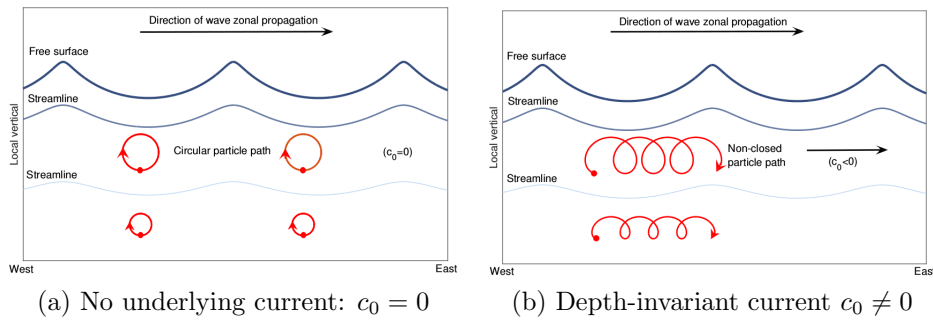 Direction of wave zonal propagation
Free surface
Streamline
Local vertical
Circular particle path
(c₀=0)
Streamline
West
East
(a) No underlying current: c₀ = 0
Direction of wave zonal propagation
Free surface
Streamline
Local vertical
Non-closed
particle path
(c₀<0)
Streamline
West
East
(b) Depth-invariant current c₀ ≠ 0